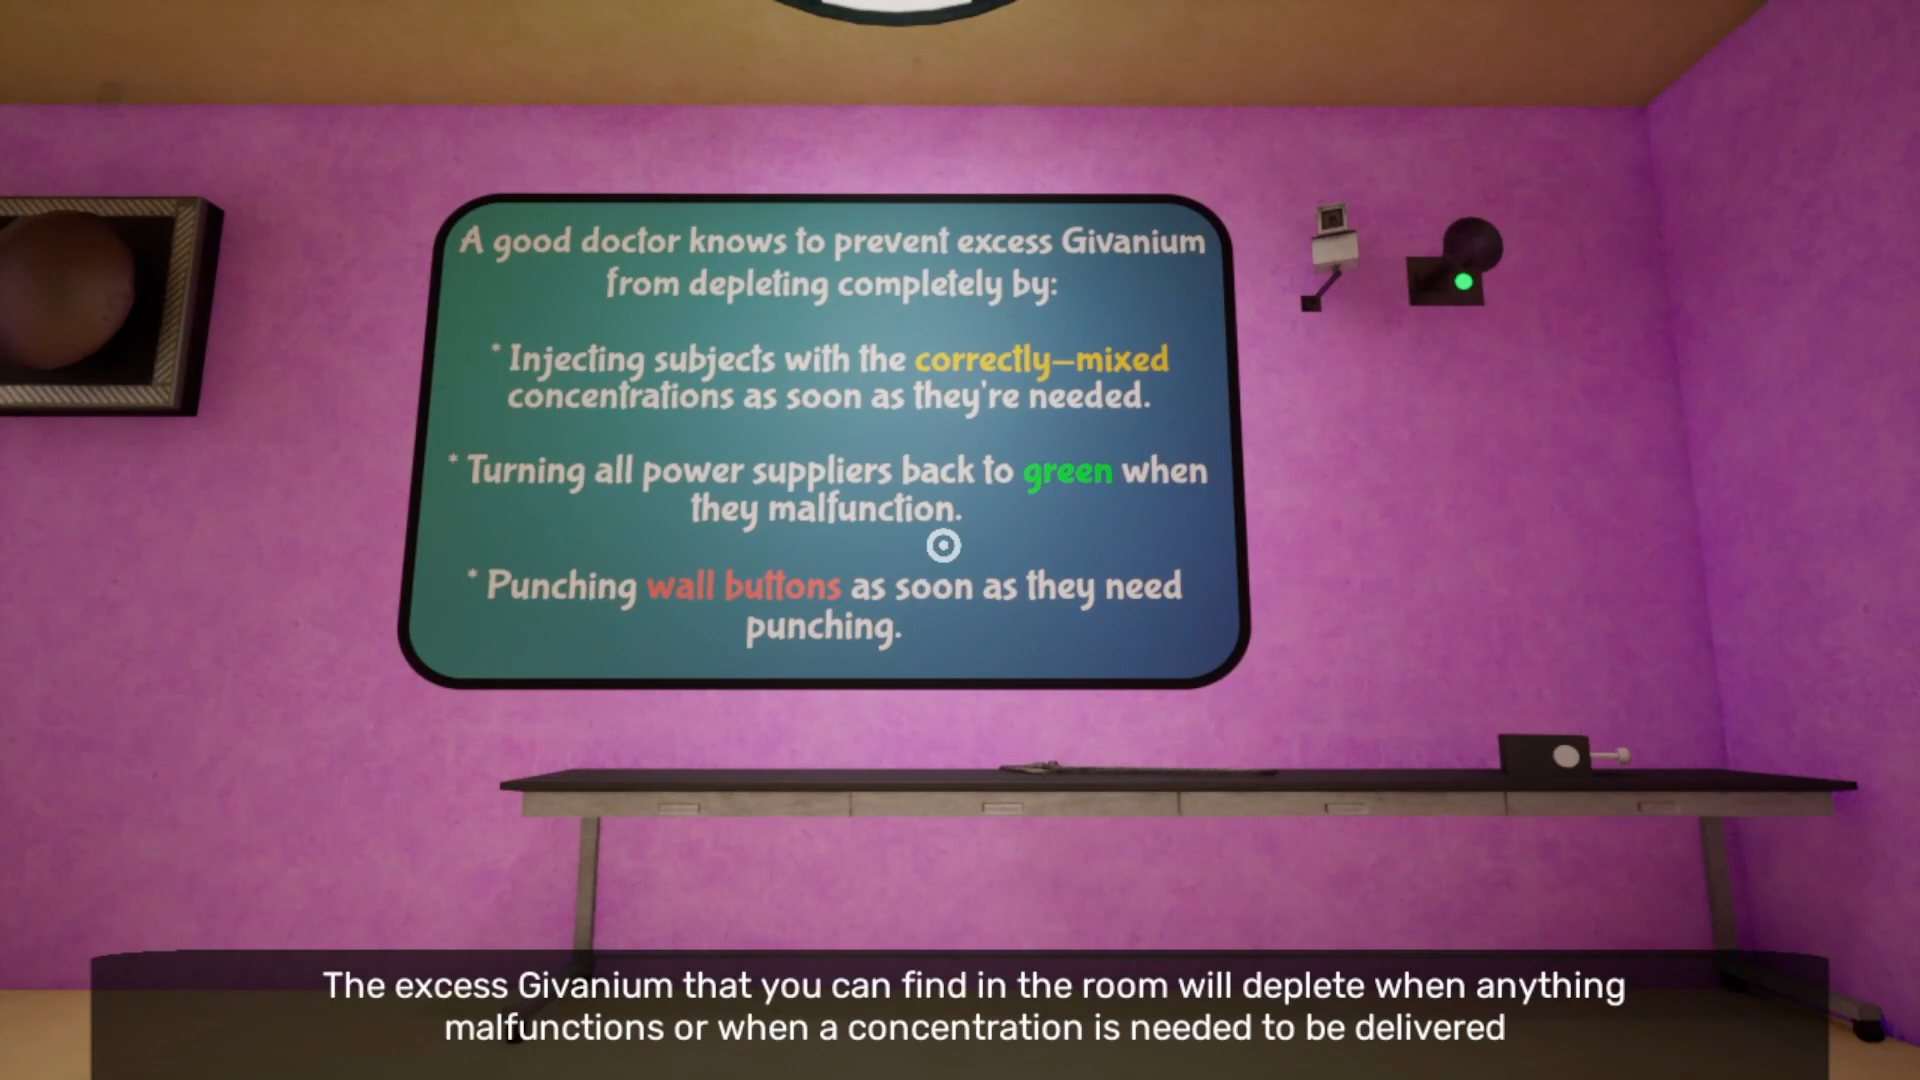 A good doctor knows to prevent excess Givanium
from depleting completely by:
* Injecting subjects with the correctly-mixed
concentrations as soon as they're needed.
* Turning all power suppliers back to green when
they malfunction.
* Punching wall buttons as soon as they need
punching.
The excess Givanium that you can find in the room will deplete when anything
malfunctions or when a concentration is needed to be delivered